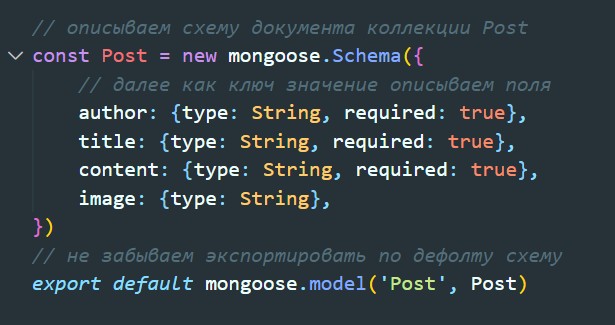 // описываем схему документа коллекции Post
const Post = new mongoose.Schema({
// далее как ключ значение описываем поля
author: {type: String, required: true},
title: {type: String, required: true},
content: {type: String, required: true},
image: {type: String},
})
// не забываем экспортировать по дефолту схему
export default mongoose.model('Post', Post)